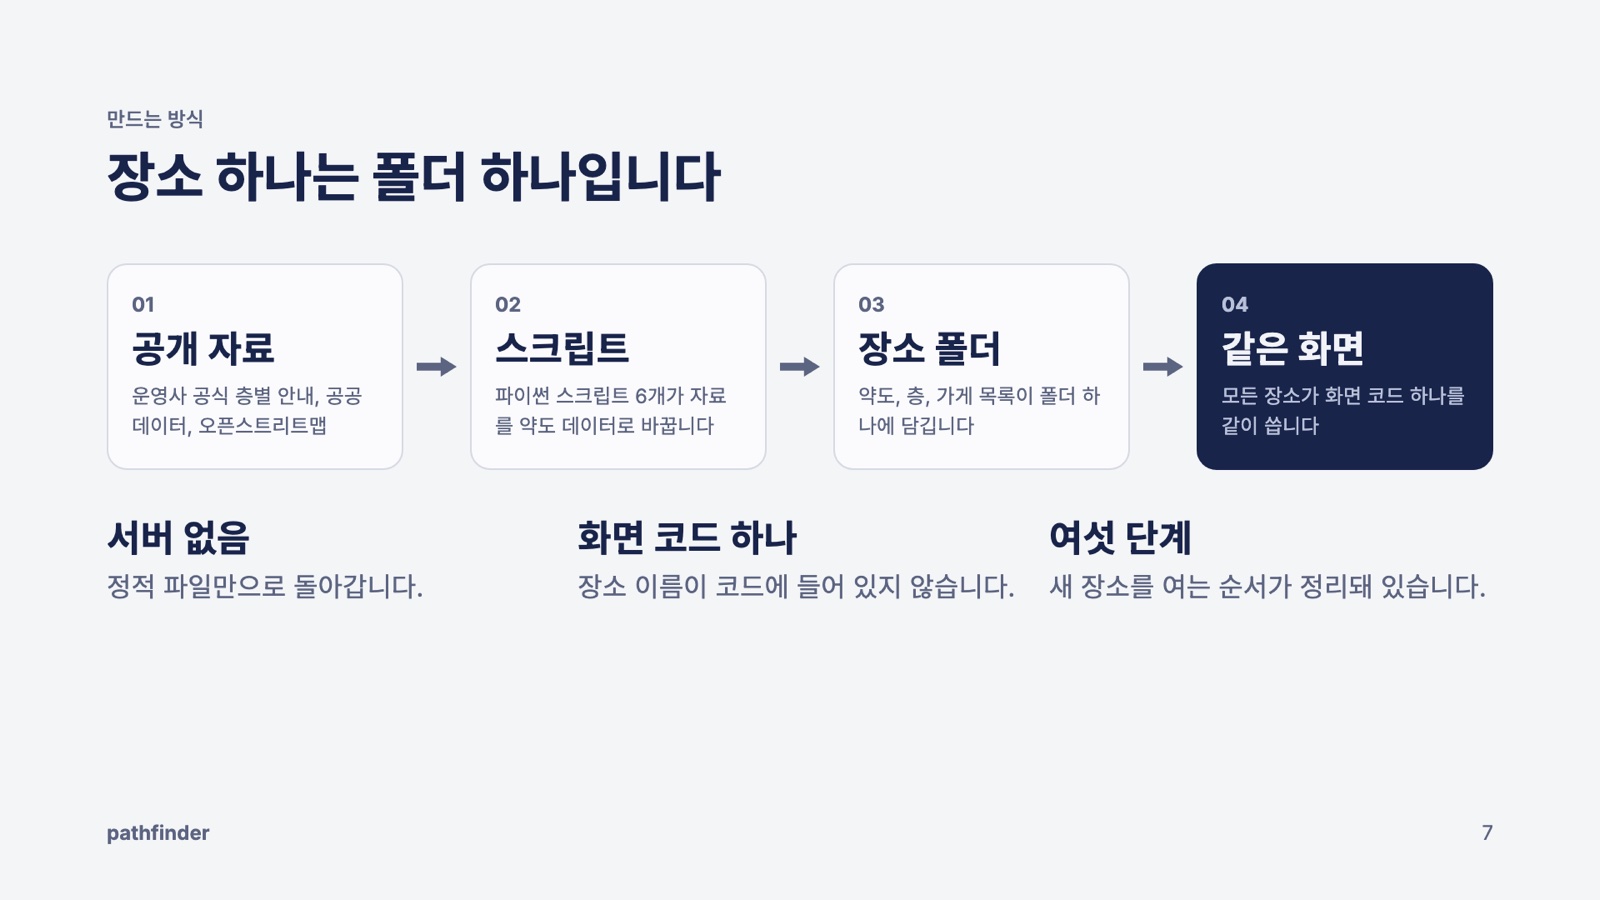 만드는 방식
장소 하나는 폴더 하나입니다
01
공개 자료
운영사 공식 층별 안내, 공공
데이터, 오픈스트리트맵
02
스크립트
파이썬 스크립트 6개가 자료
를 약도 데이터로 바꿉니다
03
장소 폴더
약도, 층, 가게 목록이 폴더 하
나에 담깁니다
04
같은 화면
모든 장소가 화면 코드 하나를
같이 씁니다
서버 없음
정적 파일만으로 돌아갑니다.
화면 코드 하나
장소 이름이 코드에 들어 있지 않습니다.
여섯 단계
새 장소를 여는 순서가 정리돼 있습니다.
pathfinder
7